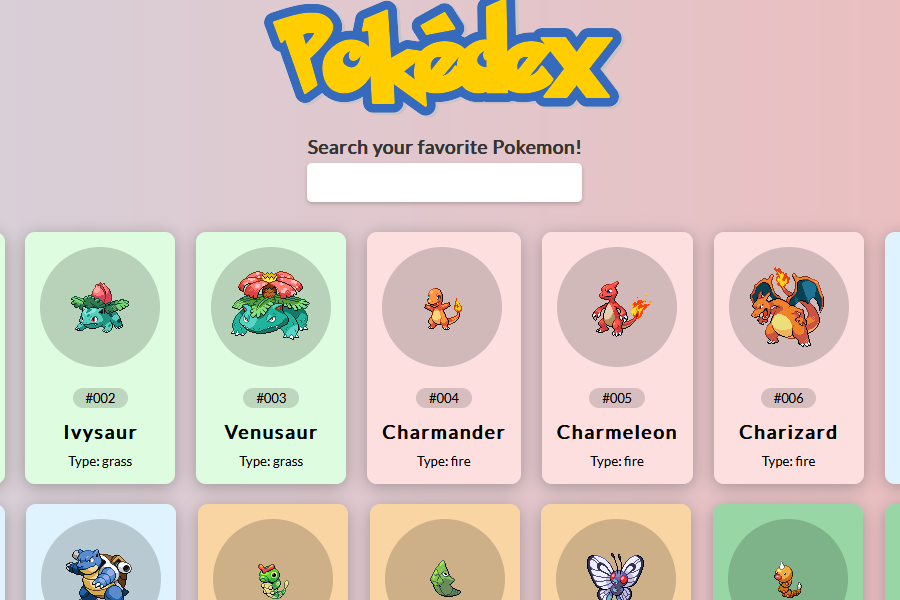 Pokédex
Search your favorite Pokemon!
#002
Ivysaur
Type: grass
#003
Venusaur
Type: grass
#004
Charmander
Type: fire
#005
Charmeleon
Type: fire
#006
Charizard
Type: fire